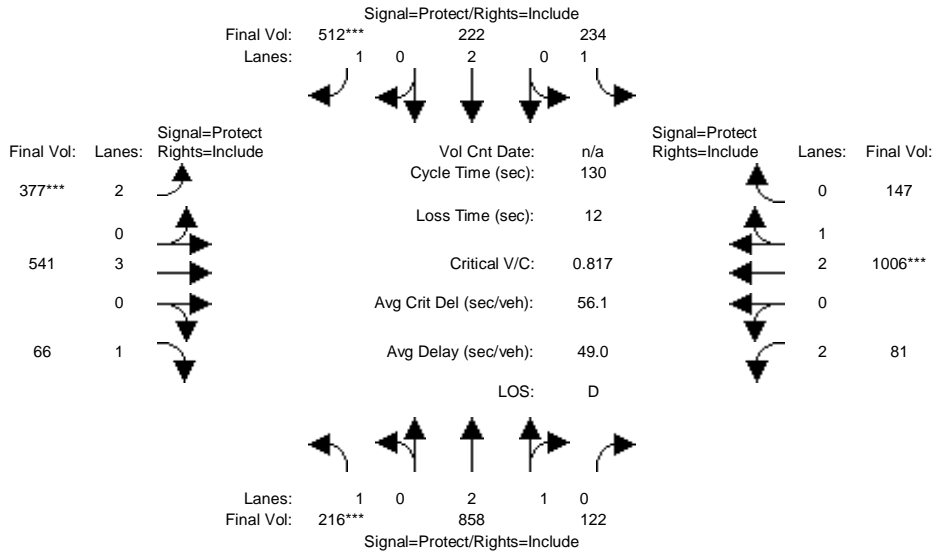 Signal=Protect/Rights=Include
Final Vol: 512*** 222 234
Lanes: 1 0 2 0 1
Signal=Protect Signal=Protect
Final Vol: Lanes: Rights=Include Vol Cnt Date: n/a Rights=Include Lanes: Final Vol:
Cycle Time (sec): 130
377*** 2 0 147
Loss Time (sec): 12
0 1
541 3 Critical V/C: 0.817 2 1006***
0 Avg Crit Del (sec/veh): 56.1 0
66 1 Avg Delay (sec/veh): 49.0 2 81
LOS: D
Lanes: 1 0 2 1 0
Final Vol: 216*** 858 122
Signal=Protect/Rights=Include